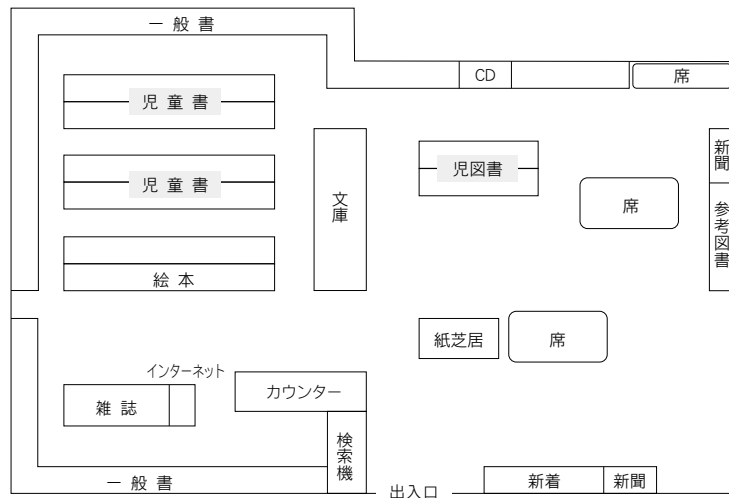 一般書
CD
席
児童書
新聞
児図書
児童書
文庫
席
参考図書
絵本
紙芝居
席
インターネット
カウンター
雑誌
検索機
一般書
出入口
新着
新聞